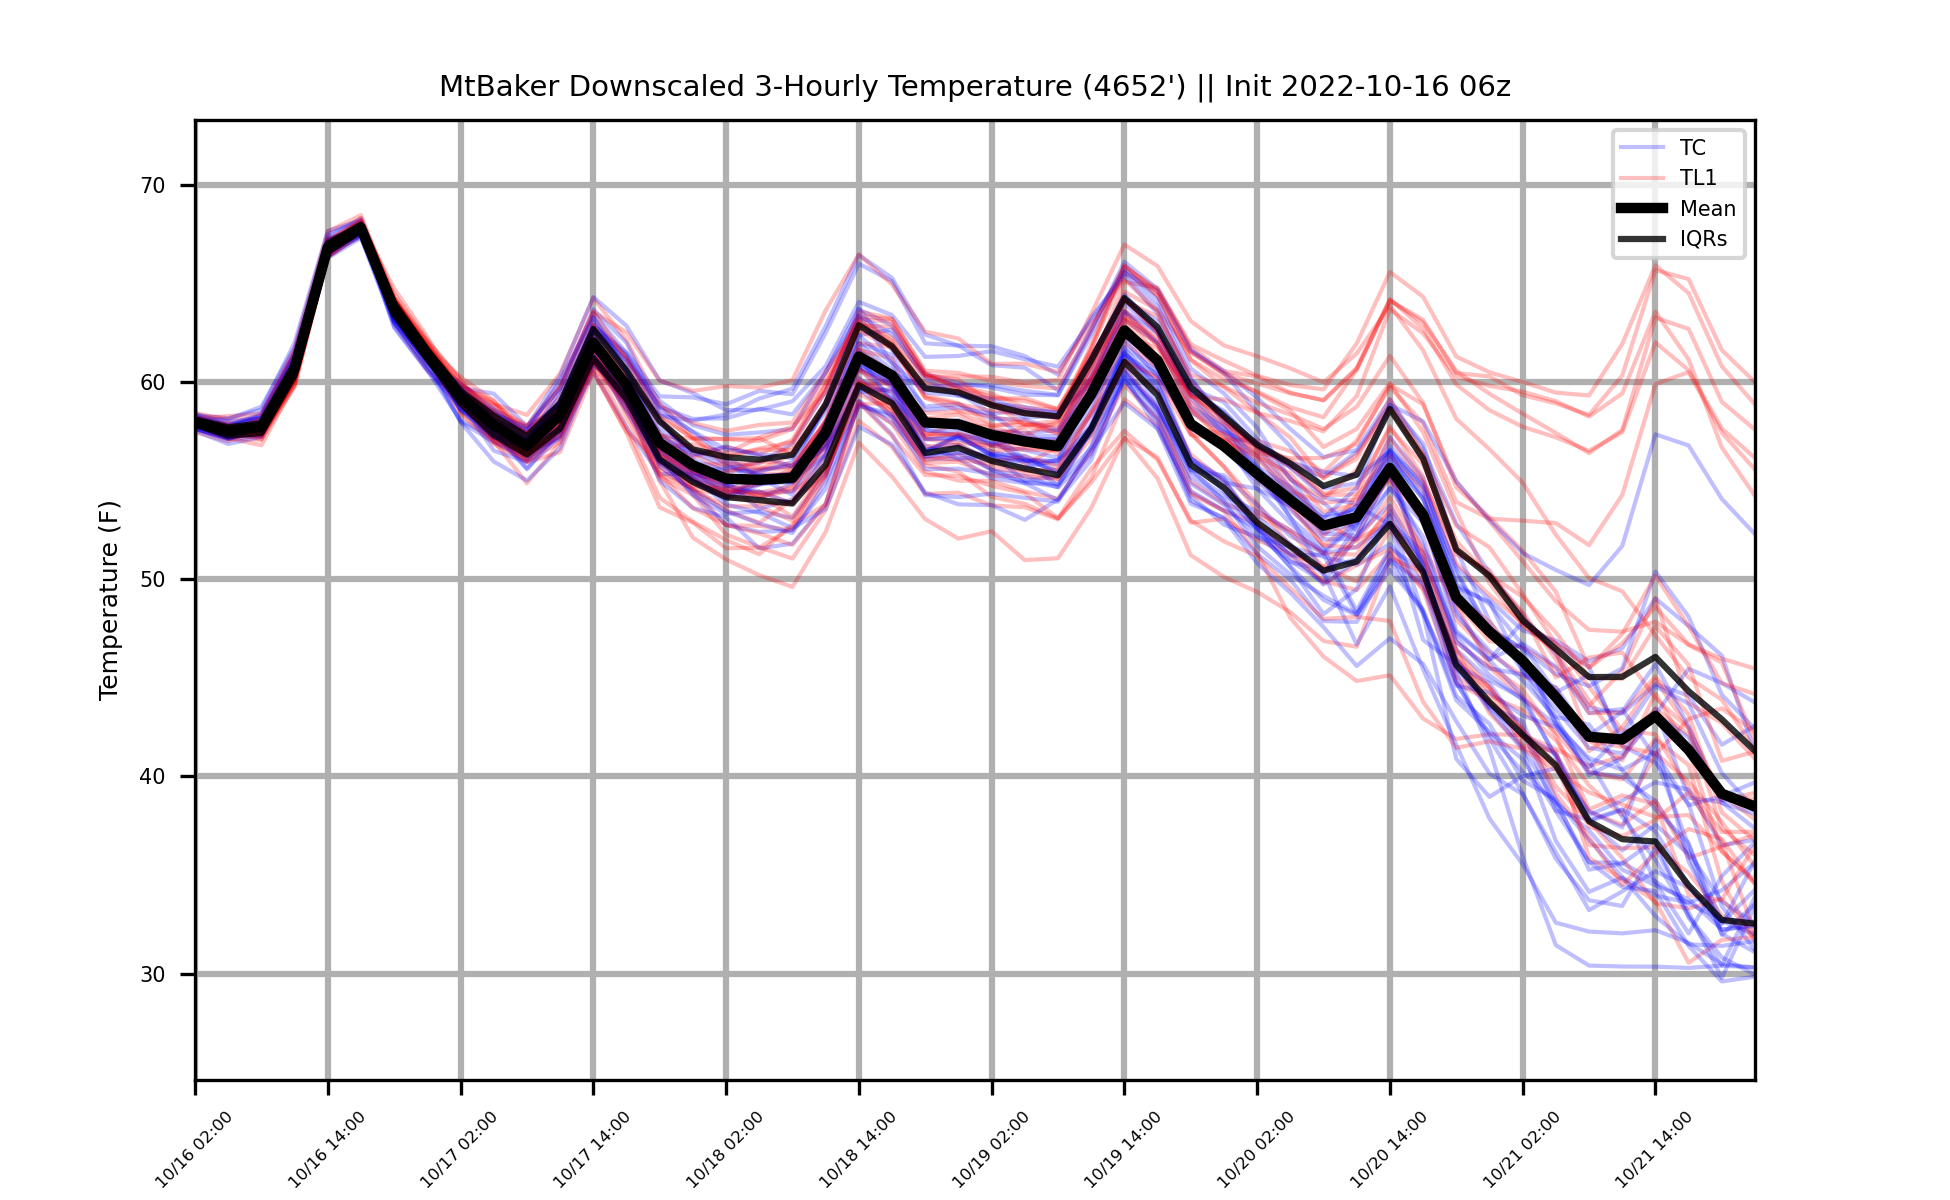 MtBaker Downscaled 3-Hourly Temperature (4652') || Init 2022-10-16 06z
TC
TL1
Mean
IQRs
Temperature (F)
70
60
50
40
30
10/16 02:00
10/16 14:00
10/17 02:00
10/17 14:00
10/18 02:00
10/18 14:00
10/19 02:00
10/19 14:00
10/20 02:00
10/20 14:00
10/21 02:00
10/21 14:00